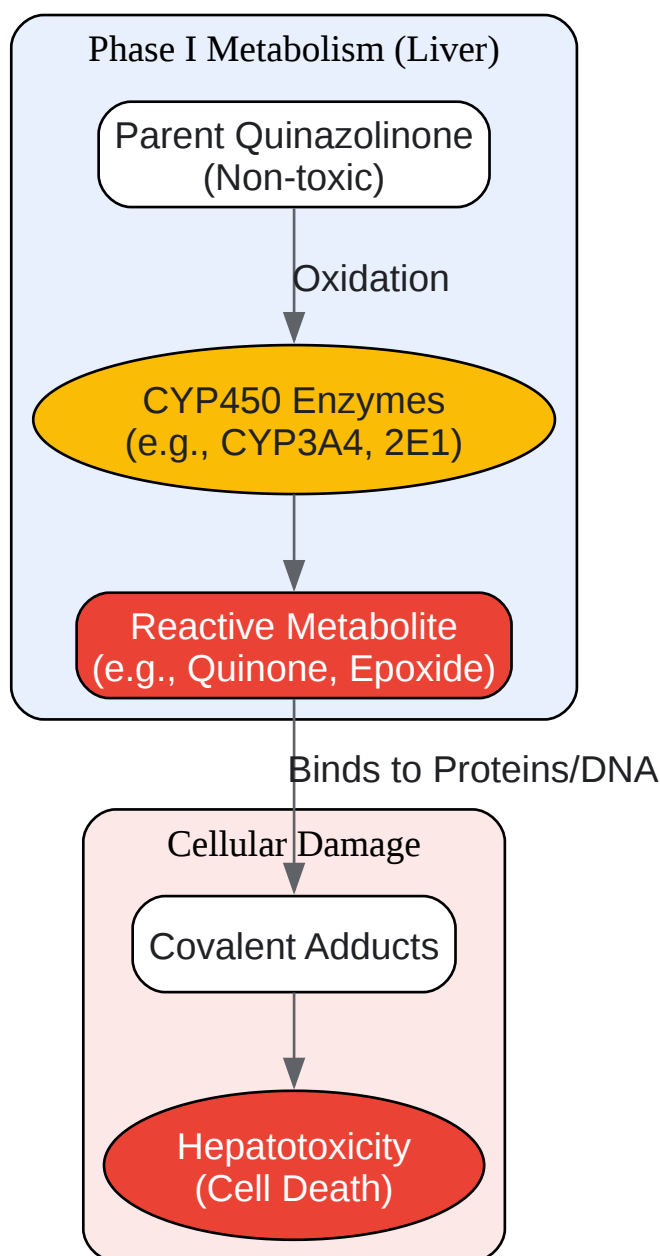 Phase I Metabolism (Liver)
Parent Quinazolinone
(Non-toxic)
Oxidation
CYP450 Enzymes
(e.g., CYP3A4, 2E1)
Reactive Metabolite
(e.g., Quinone, Epoxide)
Binds to Proteins/DNA
Cellular Damage
Covalent Adducts
Hepatotoxicity
(Cell Death)